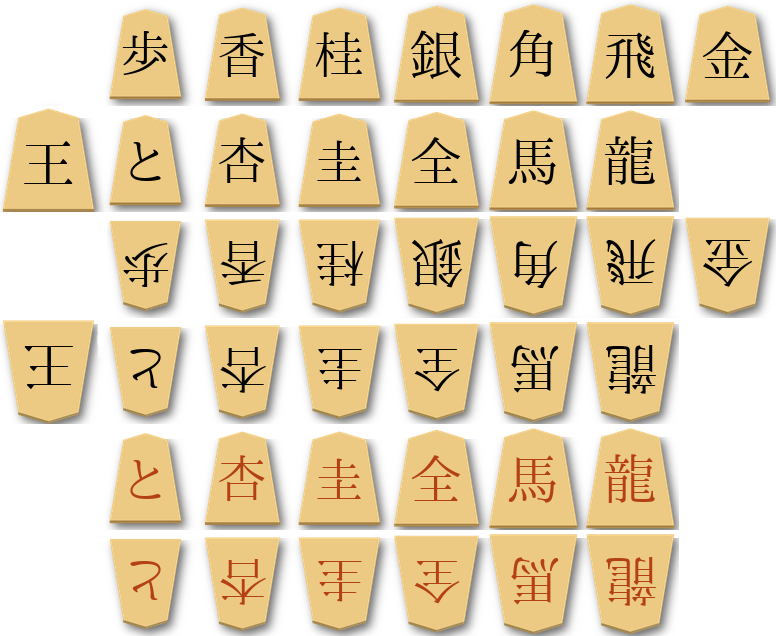 歩 香 桂 銀 角 飛 金
王 と 杏 圭 全 馬 龍
歩 香 桂 銀 角 飛 金
王 と 杏 圭 全 馬 龍
と 杏 圭 全 馬 龍
と 杏 圭 全 馬 龍